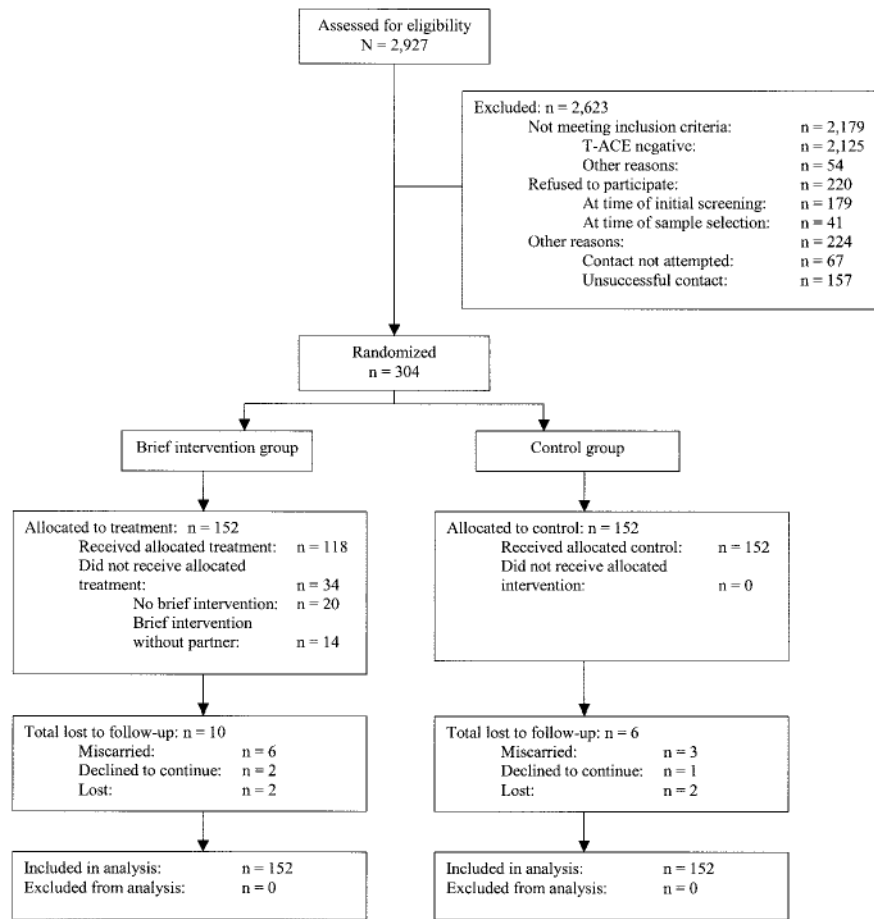 Assessed for eligibility
N = 2,927
Excluded: n = 2,623
Not meeting inclusion criteria: n = 2,179
T-ACE negative: n = 2,125
Other reasons: n = 54
Refused to participate: n = 220
At time of initial screening: n = 179
At time of sample selection: n = 41
Other reasons: n = 224
Contact not attempted: n = 67
Unsuccessful contact: n = 157
Randomized
n = 304
Brief intervention group
Control group
Allocated to treatment: n = 152
Received allocated treatment: n = 118
Did not receive allocated
treatment: n = 34
No brief intervention: n = 20
Brief intervention
without partner: n = 14
Allocated to control: n = 152
Received allocated control: n = 152
Did not receive allocated
intervention: n = 0
Total lost to follow-up: n = 10
Miscarried: n = 6
Declined to continue: n = 2
Lost: n = 2
Total lost to follow-up: n = 6
Miscarried: n = 3
Declined to continue: n = 1
Lost: n = 2
Included in analysis: n = 152
Excluded from analysis: n = 0
Included in analysis: n = 152
Excluded from analysis: n = 0